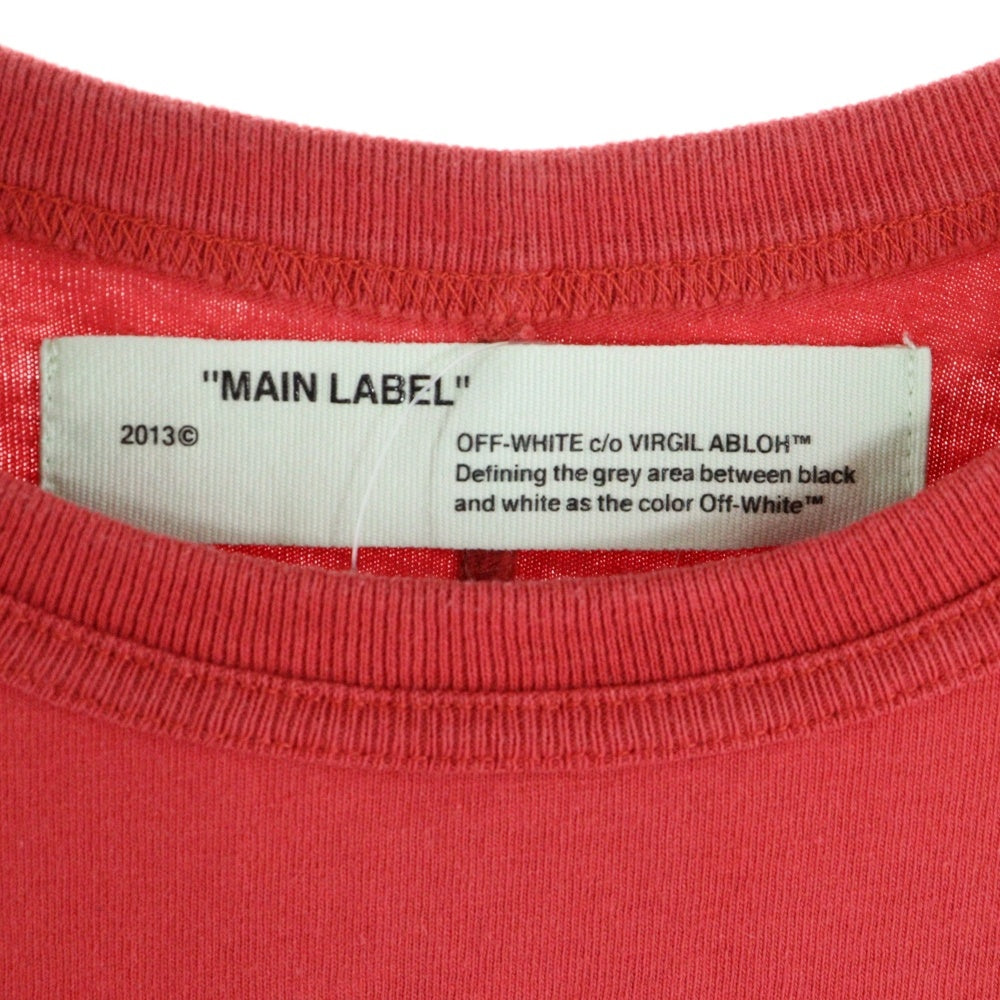 "MAIN LABEL"
2013©
OFF-WHITE c/o VIRGIL ABLOH™
Defining the grey area between black
and white as the color Off-White™